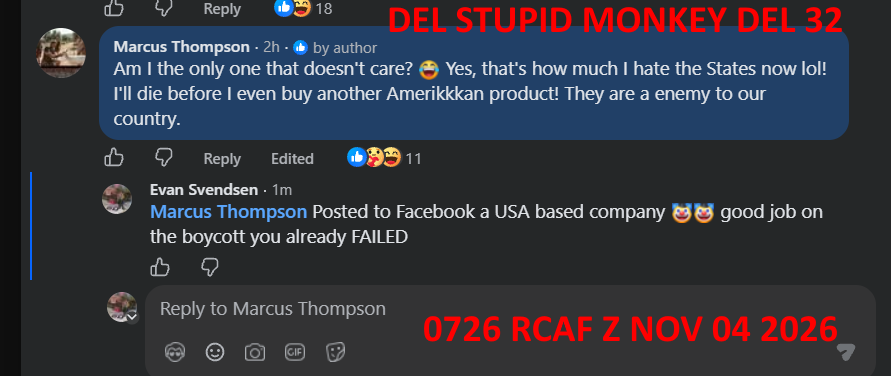 Reply 18
DEL STUPID MONKEY DEL 32
Marcus Thompson · 2h · by author
Am I the only one that doesn't care? 😂 Yes, that's how much I hate the States now lol!
I'll die before I even buy another Amerikkkan product! They are a enemy to our
country.
Reply Edited 11
Evan Svendsen · 1m
Marcus Thompson Posted to Facebook a USA based company 🤡🤡 good job on
the boycott you already FAILED
Reply to Marcus Thompson
0726 RCAF Z NOV 04 2026
GIF